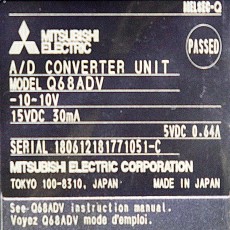 MELSEC-Q
MITSUBISHI
ELECTRIC
PASSED
A/D CONVERTER UNIT
MODEL Q68ADV
-10-10V
15VDC 30mA
5VDC 0.64A
SERIAL 180612181771051-C
MITSUBISHI ELECTRIC CORPORATION
TOKYO 100-8310, JAPAN MADE IN JAPAN
See Q68ADV instruction manual.
Voyez Q68ADV mode d'emploi.